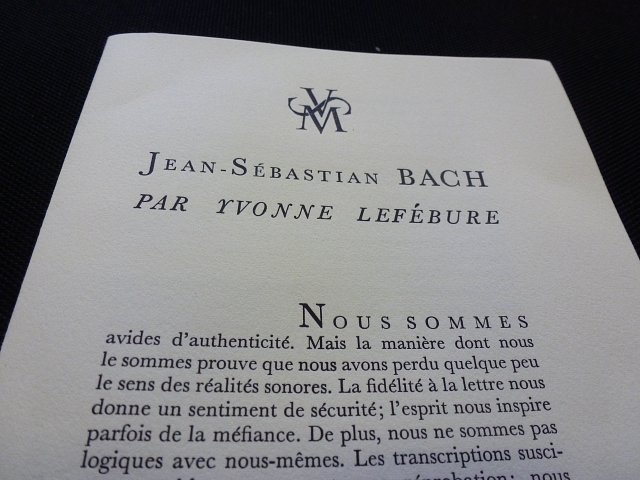 VSM
JEAN-SÉBASTIAN BACH
PAR YVONNE LEFÉBURE
NOUS SOMMES
avides d'authenticité. Mais la manière dont nous
le sommes prouve que nous avons perdu quelque peu
le sens des réalités sonores. La fidélité à la lettre nous
donne un sentiment de sécurité; l'esprit nous inspire
parfois de la méfiance. De plus, nous ne sommes pas
logiques avec nous-mêmes. Les transcriptions susci-
réprobation; nous